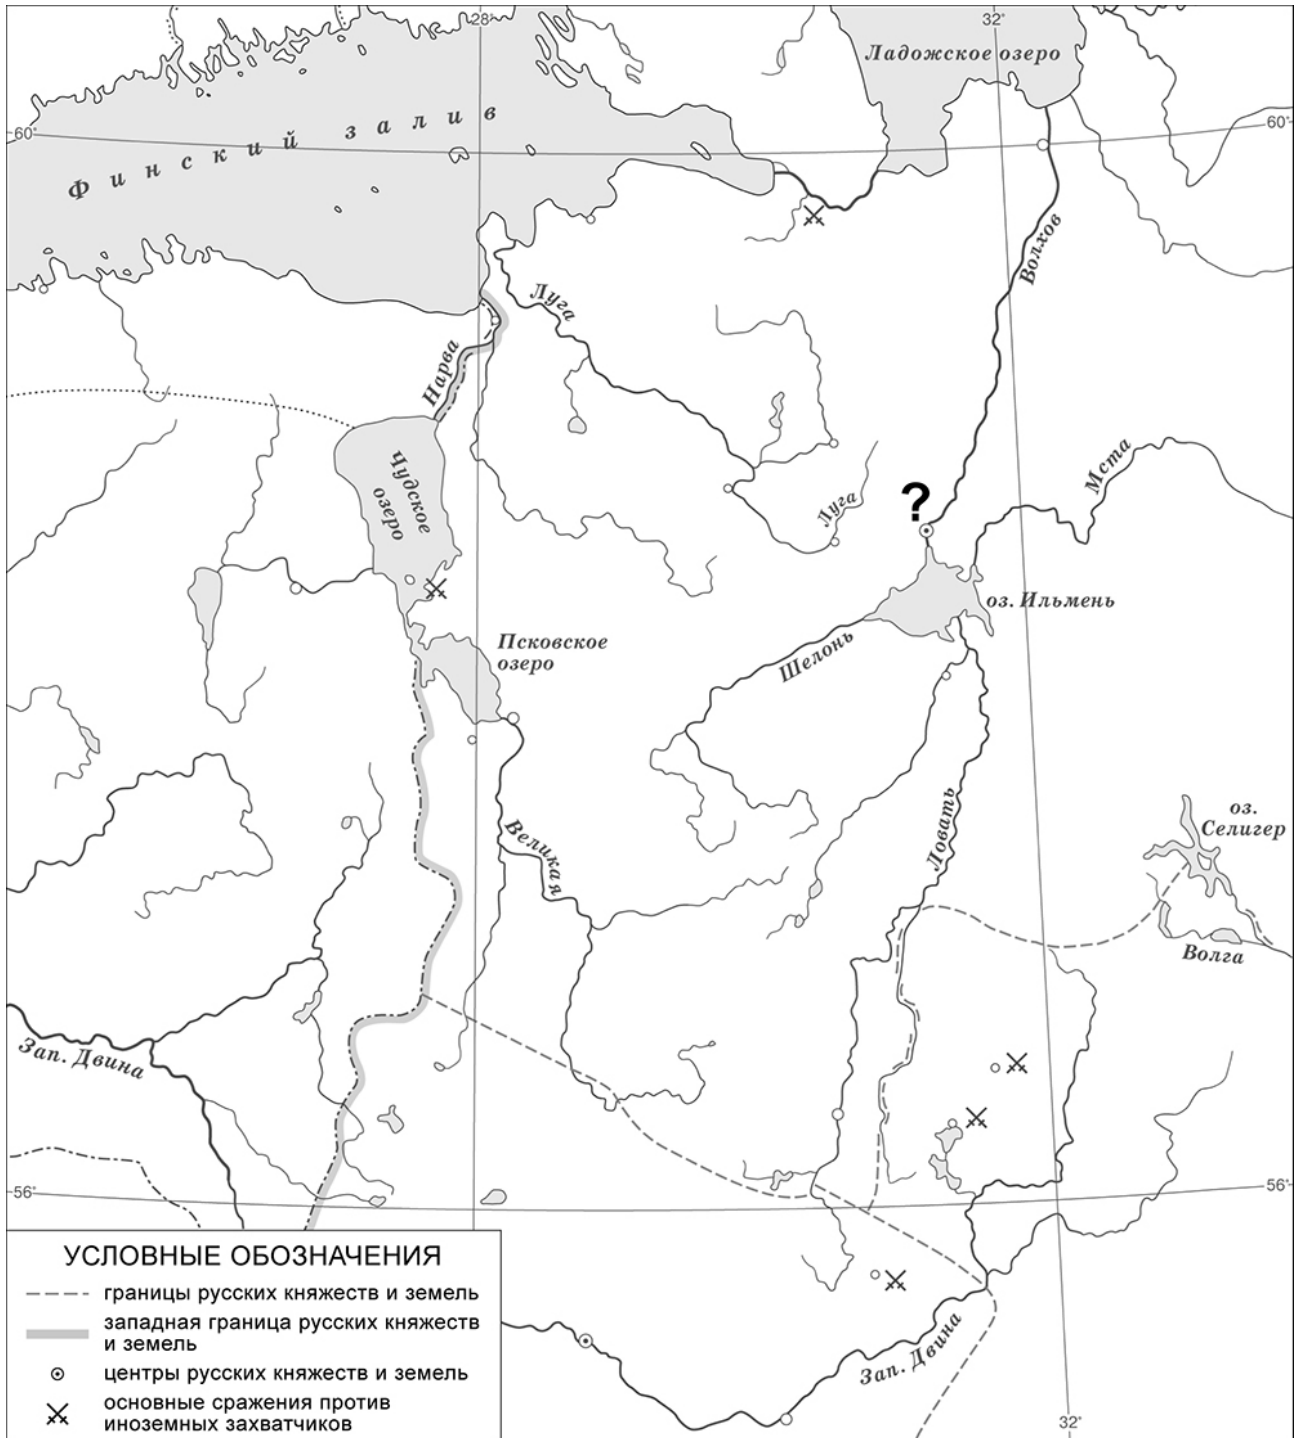 28°
32°
Ладожское озеро
60°
Финский залив
60°
Волхов
Луга
Нарва
Чудское
озеро
Мста
?
Луга
оз. Ильмень
Псковское
озеро
Шелонь
Великая
Ловать
оз.
Селигер
Волга
Зап. Двина
56°
56°
Зап. Двина
32°
УСЛОВНЫЕ ОБОЗНАЧЕНИЯ
границы русских княжеств и земель
западная граница русских княжеств
и земель
центры русских княжеств и земель
основные сражения против
иноземных захватчиков